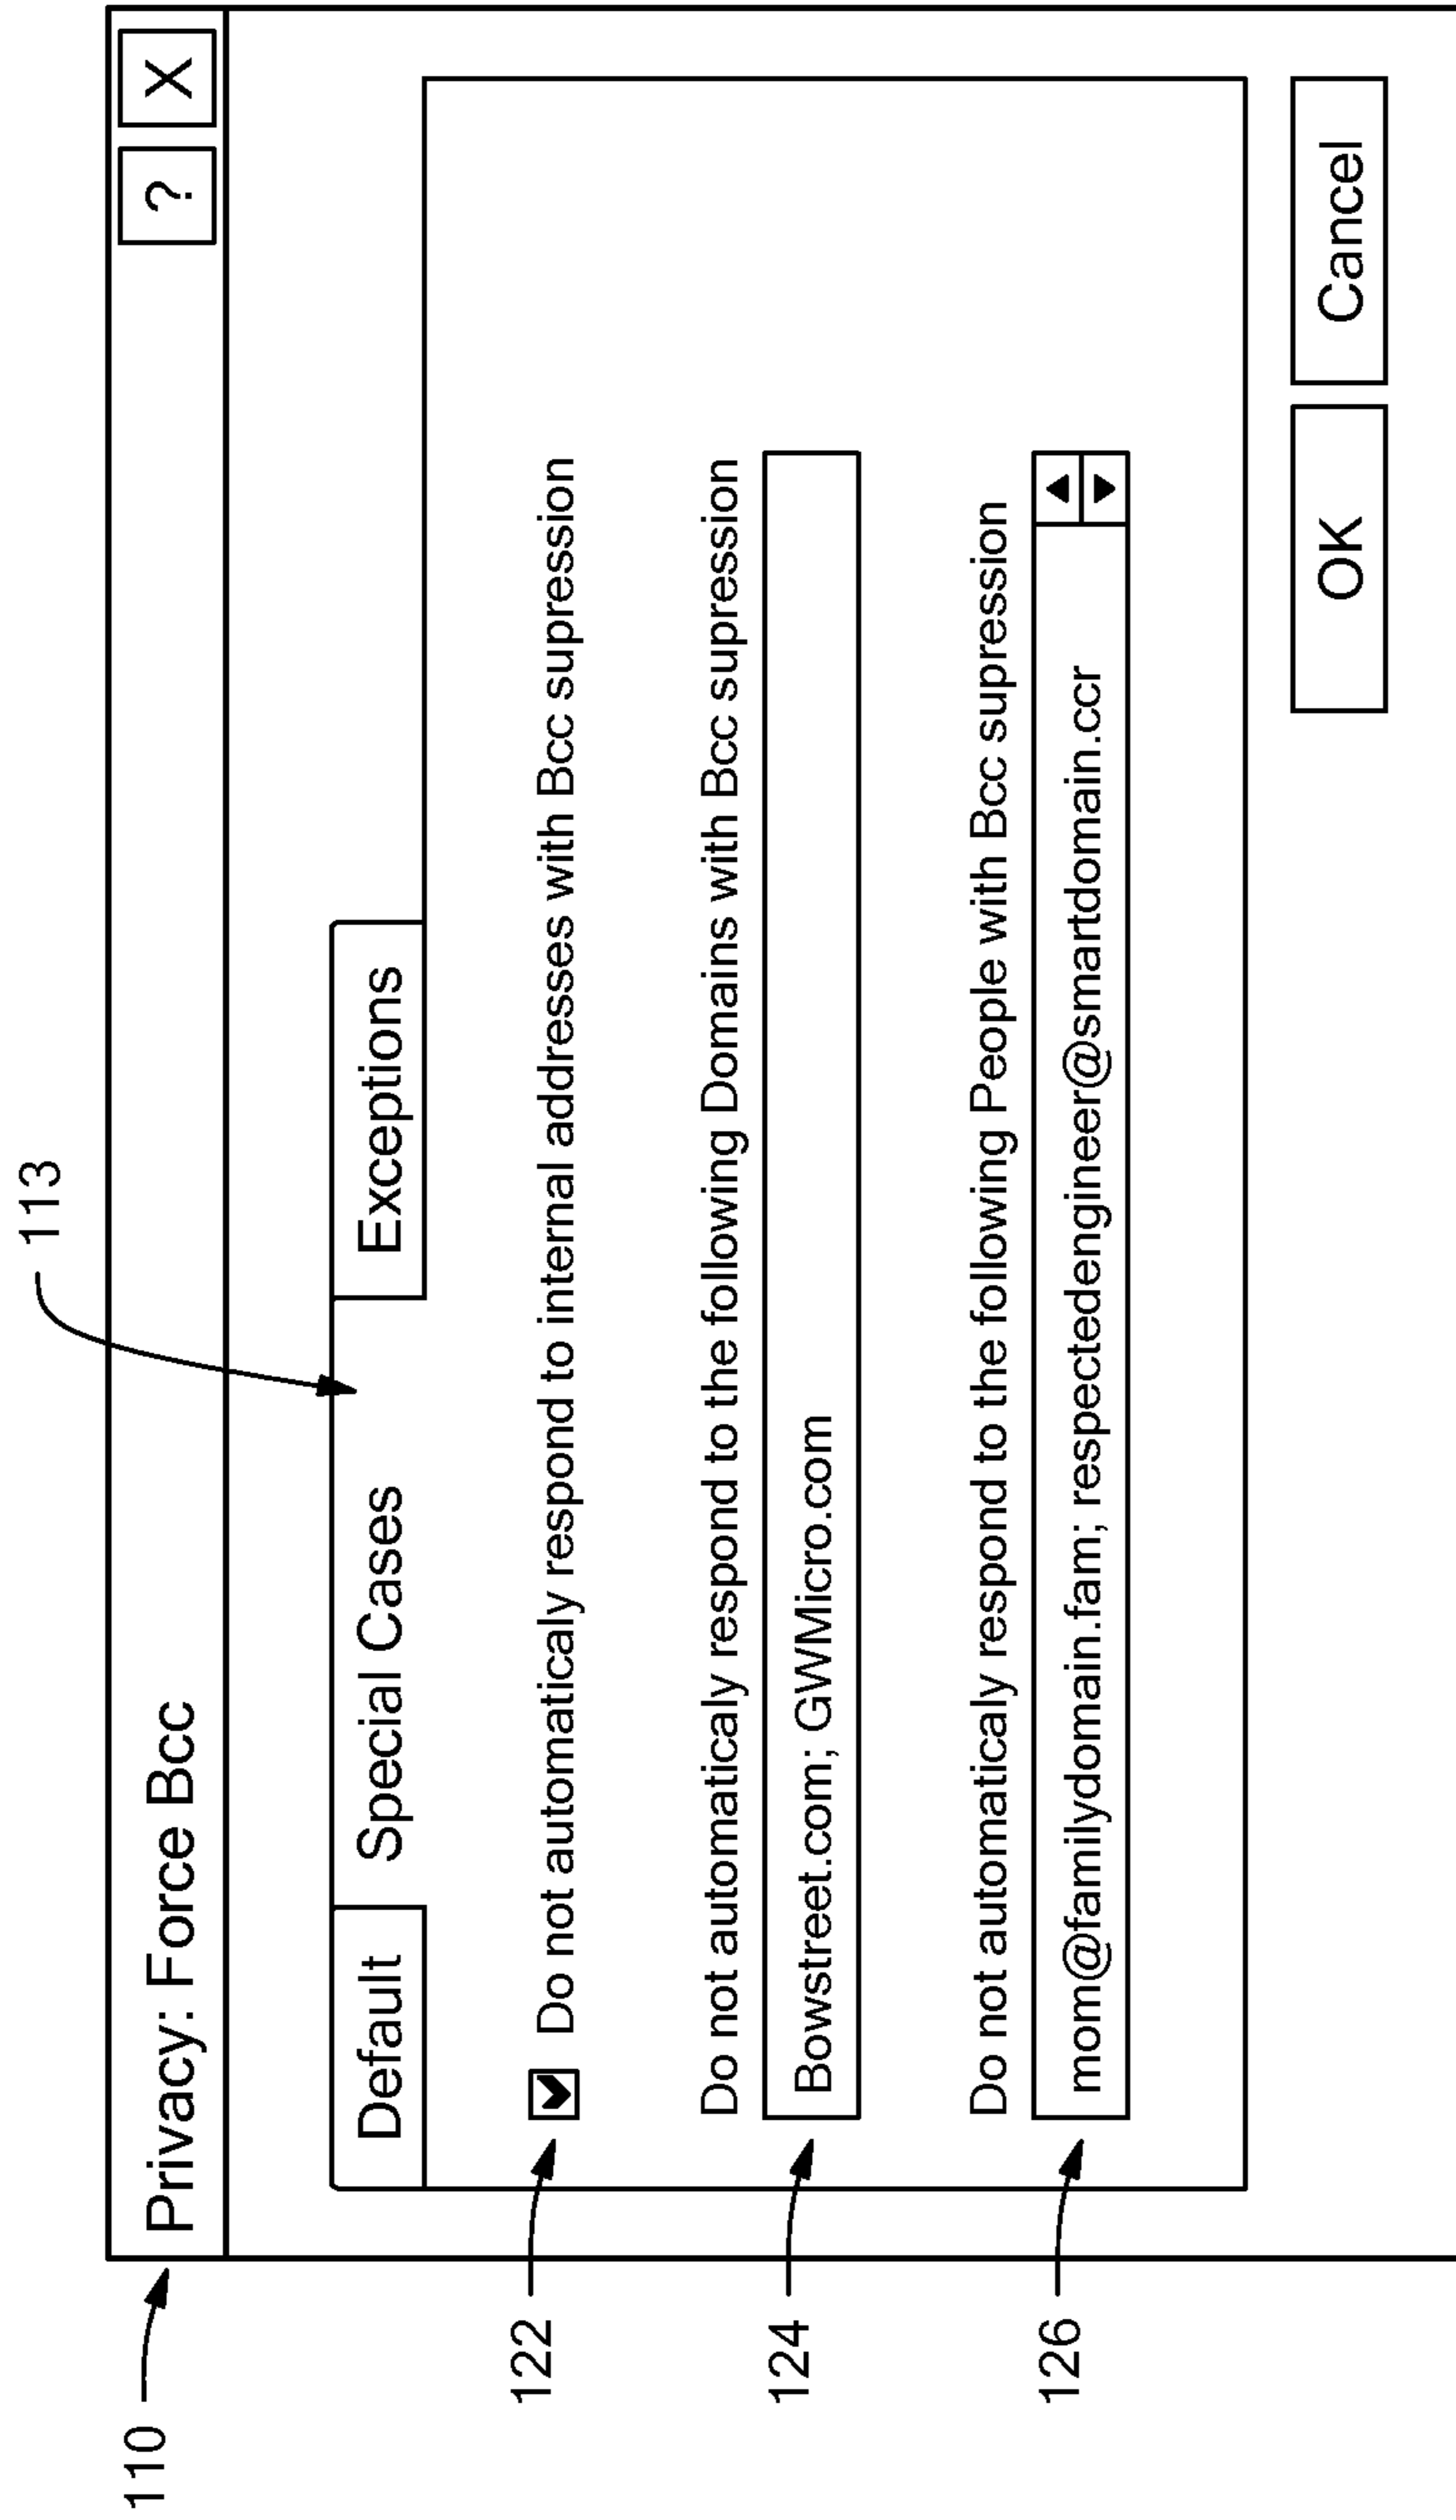 113
110
Privacy: Force Bcc ? X
Default Special Cases Exceptions
122
Do not automaticaly respond to internal addresses with Bcc supression
Do not automaticaly respond to the following Domains with Bcc supression
124
Bowstreet.com; GWMicro.com
Do not automaticaly respond to the following People with Bcc supression
126
mom@familydomain.fam; respectedengineer@smartdomain.ccr
OK Cancel